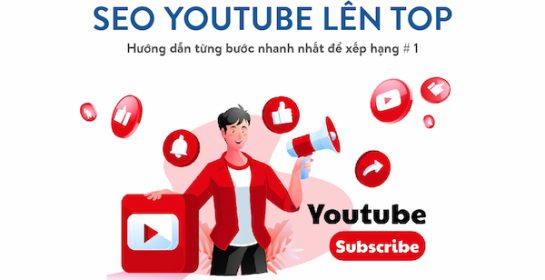 SEO YOUTUBE LÊN TOP
Hướng dẫn từng bước nhanh nhất để xếp hạng # 1
Youtube
Subscribe